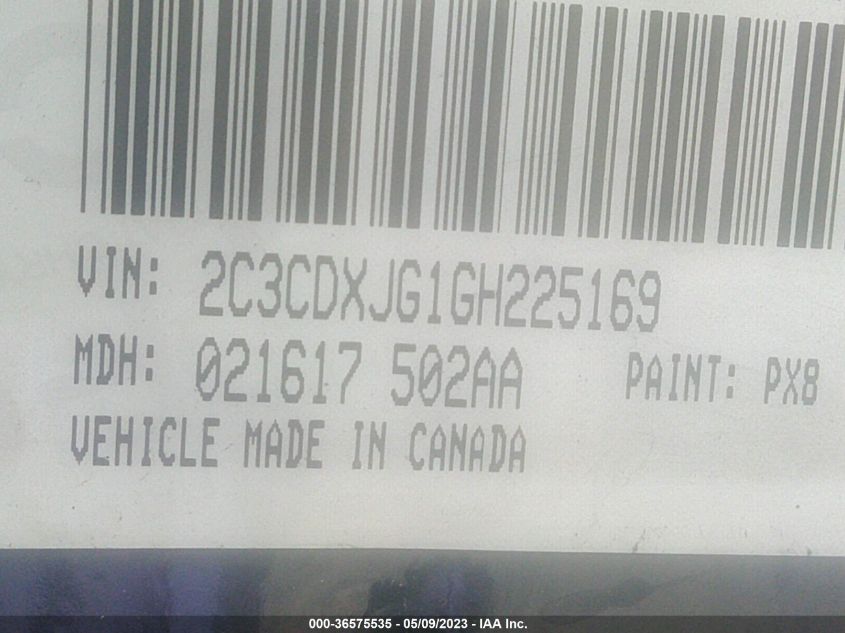 VIN: 2C3CDXJG1GH225169
MDH: 021617 502AA PAINT: PX8
VEHICLE MADE IN CANADA
000-36575535 - 05/09/2023 - IAA Inc.